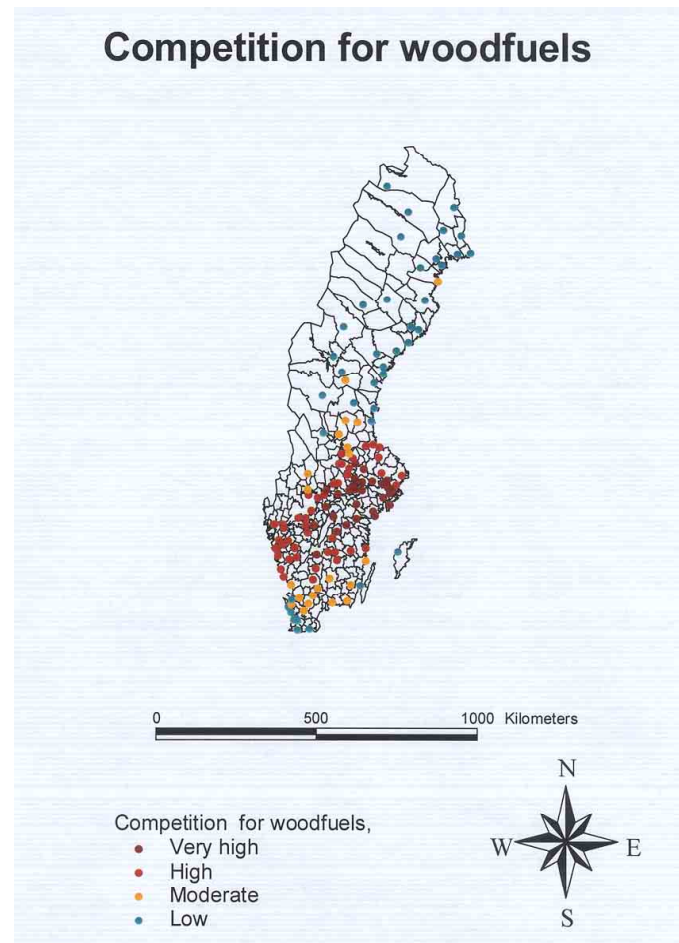 Competition for woodfuels
0 500 1000 Kilometers
N
W E
S
Competition for woodfuels,
Very high
High
Moderate
Low